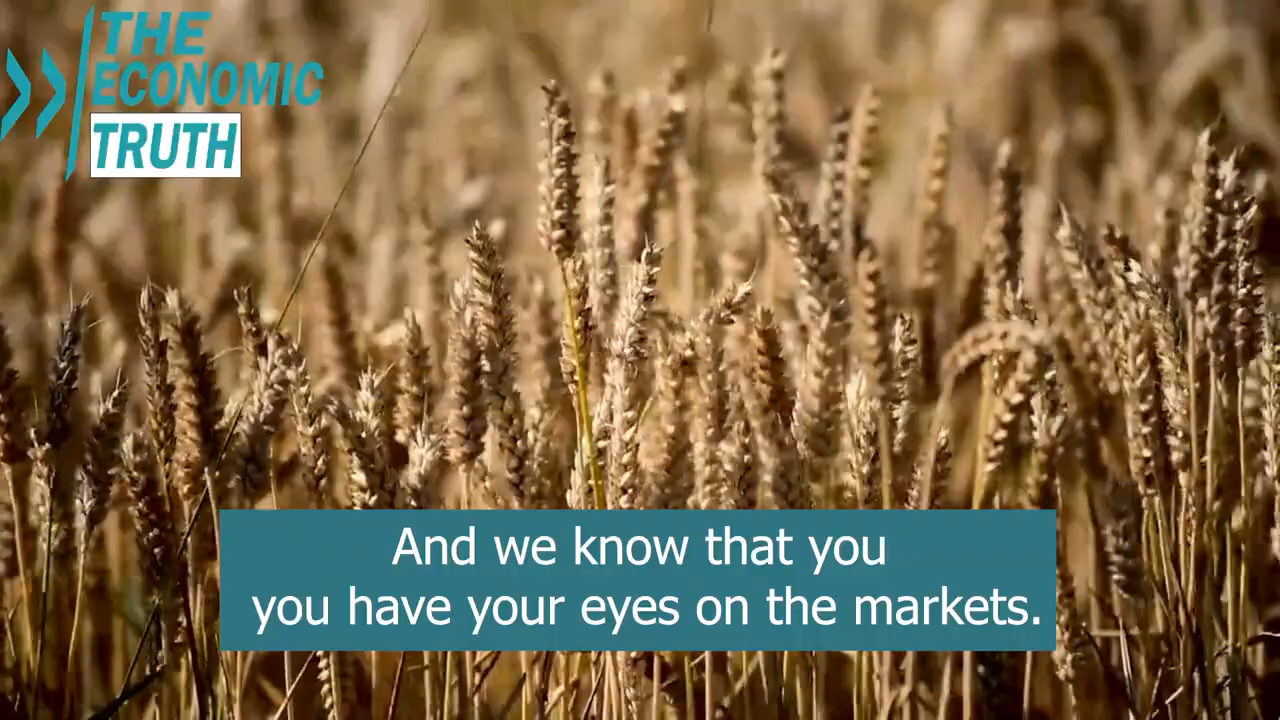 THE
ECONOMIC
TRUTH
And we know that you
you have your eyes on the markets.